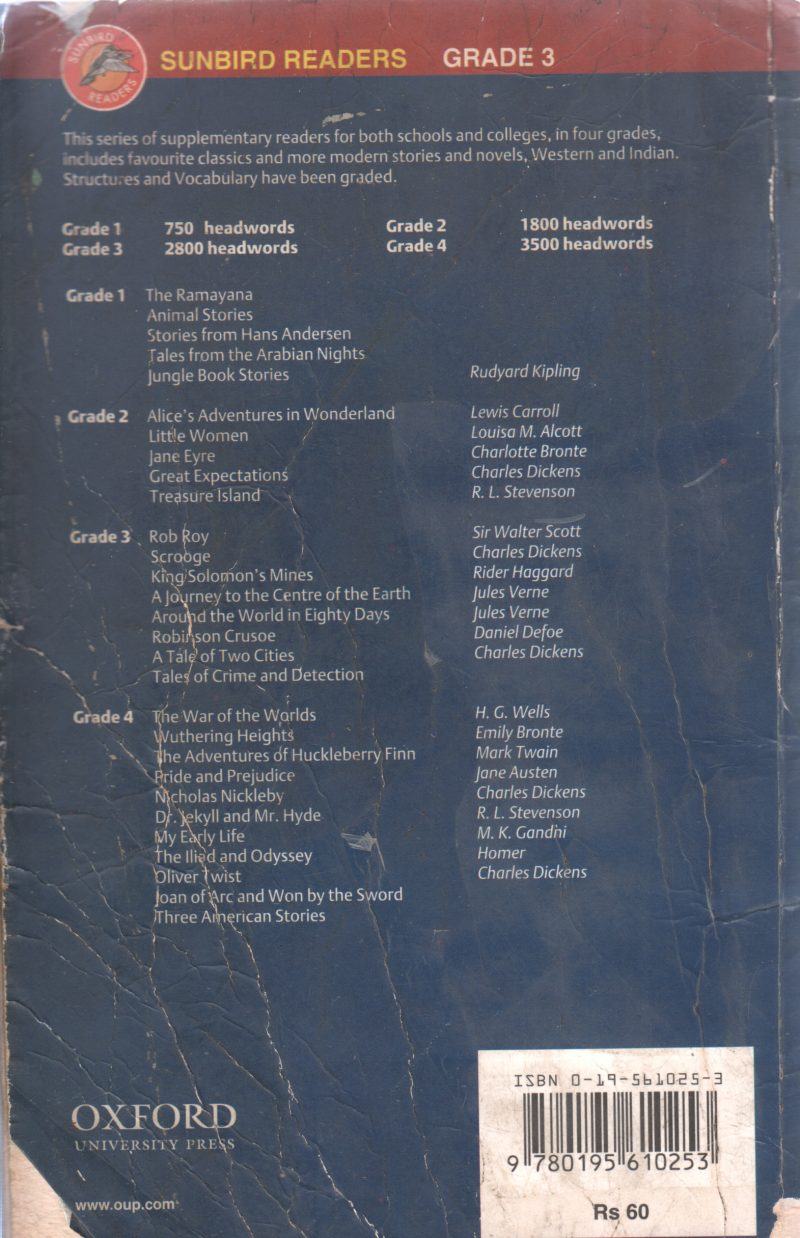 SUNBIRD READERS
SUNBIRD READERS GRADE 3
This series of supplementary readers for both schools and colleges, in four grades,
includes favourite classics and more modern stories and novels, Western and Indian.
Structures and Vocabulary have been graded.
Grade 1 750 headwords Grade 2 1800 headwords
Grade 3 2800 headwords Grade 4 3500 headwords
Grade 1 The Ramayana
Animal Stories
Stories from Hans Andersen
Tales from the Arabian Nights
Jungle Book Stories Rudyard Kipling
Grade 2 Alice's Adventures in Wonderland Lewis Carroll
Little Women Louisa M. Alcott
Jane Eyre Charlotte Bronte
Great Expectations Charles Dickens
Treasure Island R. L. Stevenson
Grade 3 Rob Roy Sir Walter Scott
Scrooge Charles Dickens
King Solomon's Mines Rider Haggard
A Journey to the Centre of the Earth Jules Verne
Around the World in Eighty Days Jules Verne
Robinson Crusoe Daniel Defoe
A Tale of Two Cities Charles Dickens
Tales of Crime and Detection
Grade 4 The War of the Worlds H. G. Wells
Wuthering Heights Emily Bronte
The Adventures of Huckleberry Finn Mark Twain
Pride and Prejudice Jane Austen
Nicholas Nickleby Charles Dickens
Dr. Jekyll and Mr. Hyde R. L. Stevenson
My Early Life M. K. Gandhi
The Iliad and Odyssey Homer
Oliver Twist Charles Dickens
Joan of Arc and Won by the Sword
Three American Stories
ISBN 0-19-561025-3
9 780195 610253
Rs 60
OXFORD
UNIVERSITY PRESS
www.oup.com